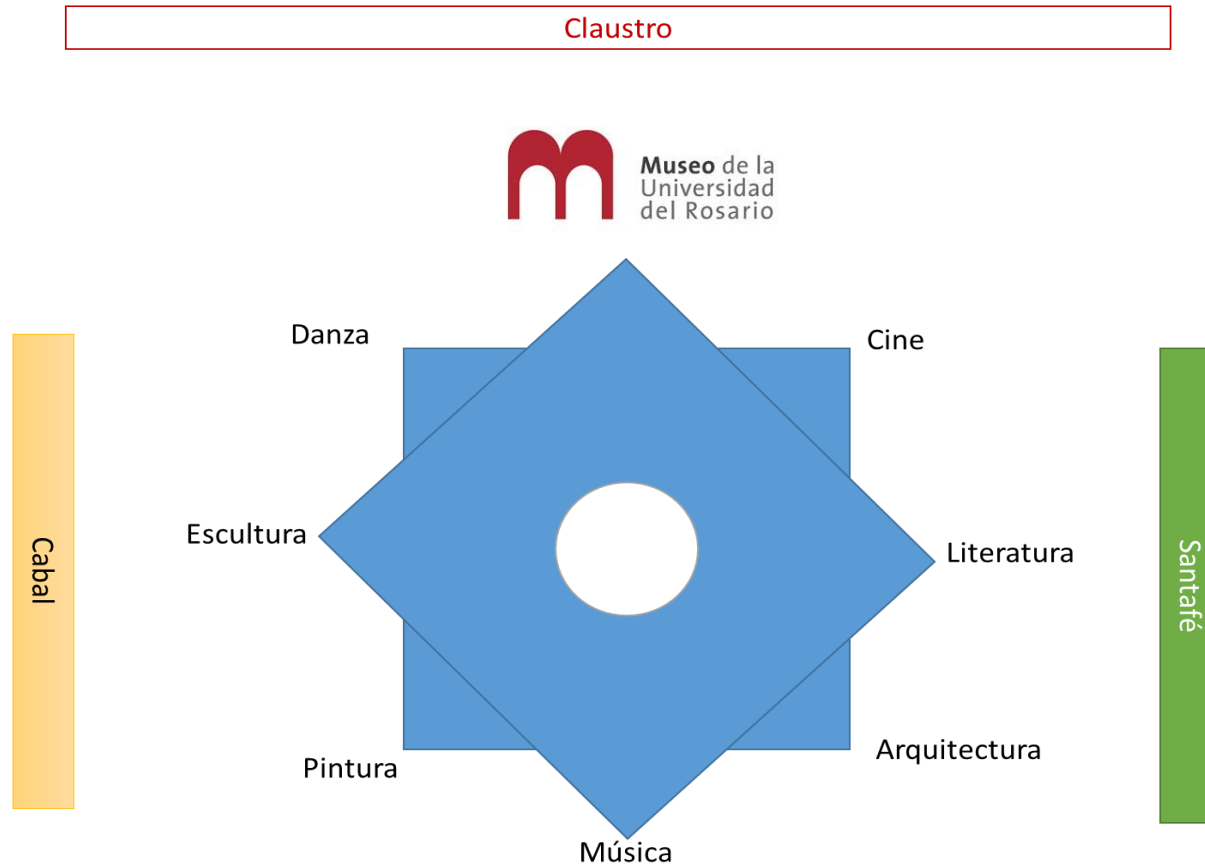 Claustro
Museo de la
Universidad
del Rosario
Danza
Cine
Cabal
Escultura
Literatura
Santafé
Pintura
Arquitectura
Música